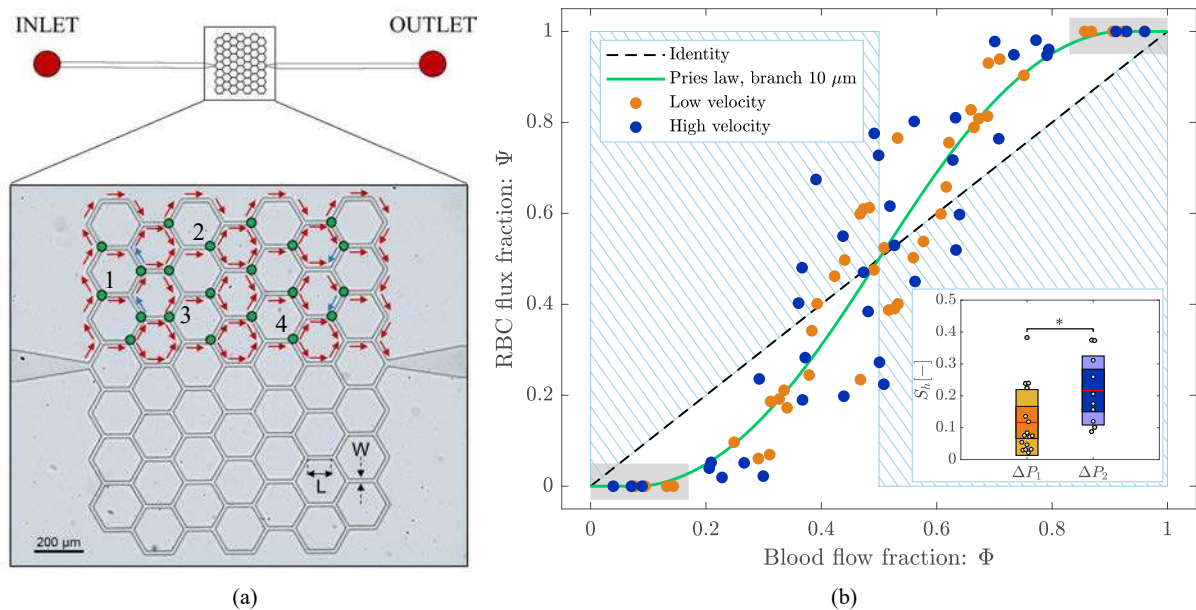 INLET
OUTLET
1
2
3
4
W
L
200 μm
(a)
RBC flux fraction: Ψ
1
0.8
0.6
0.4
0.2
0
Identity
Pries law, branch 10 μm
Low velocity
High velocity
S_h[−]
0.5
0.4
0.3
0.2
0.1
0
*
ΔP₁
ΔP₂
0
0.2
0.4
0.6
0.8
1
Blood flow fraction: Φ
(b)